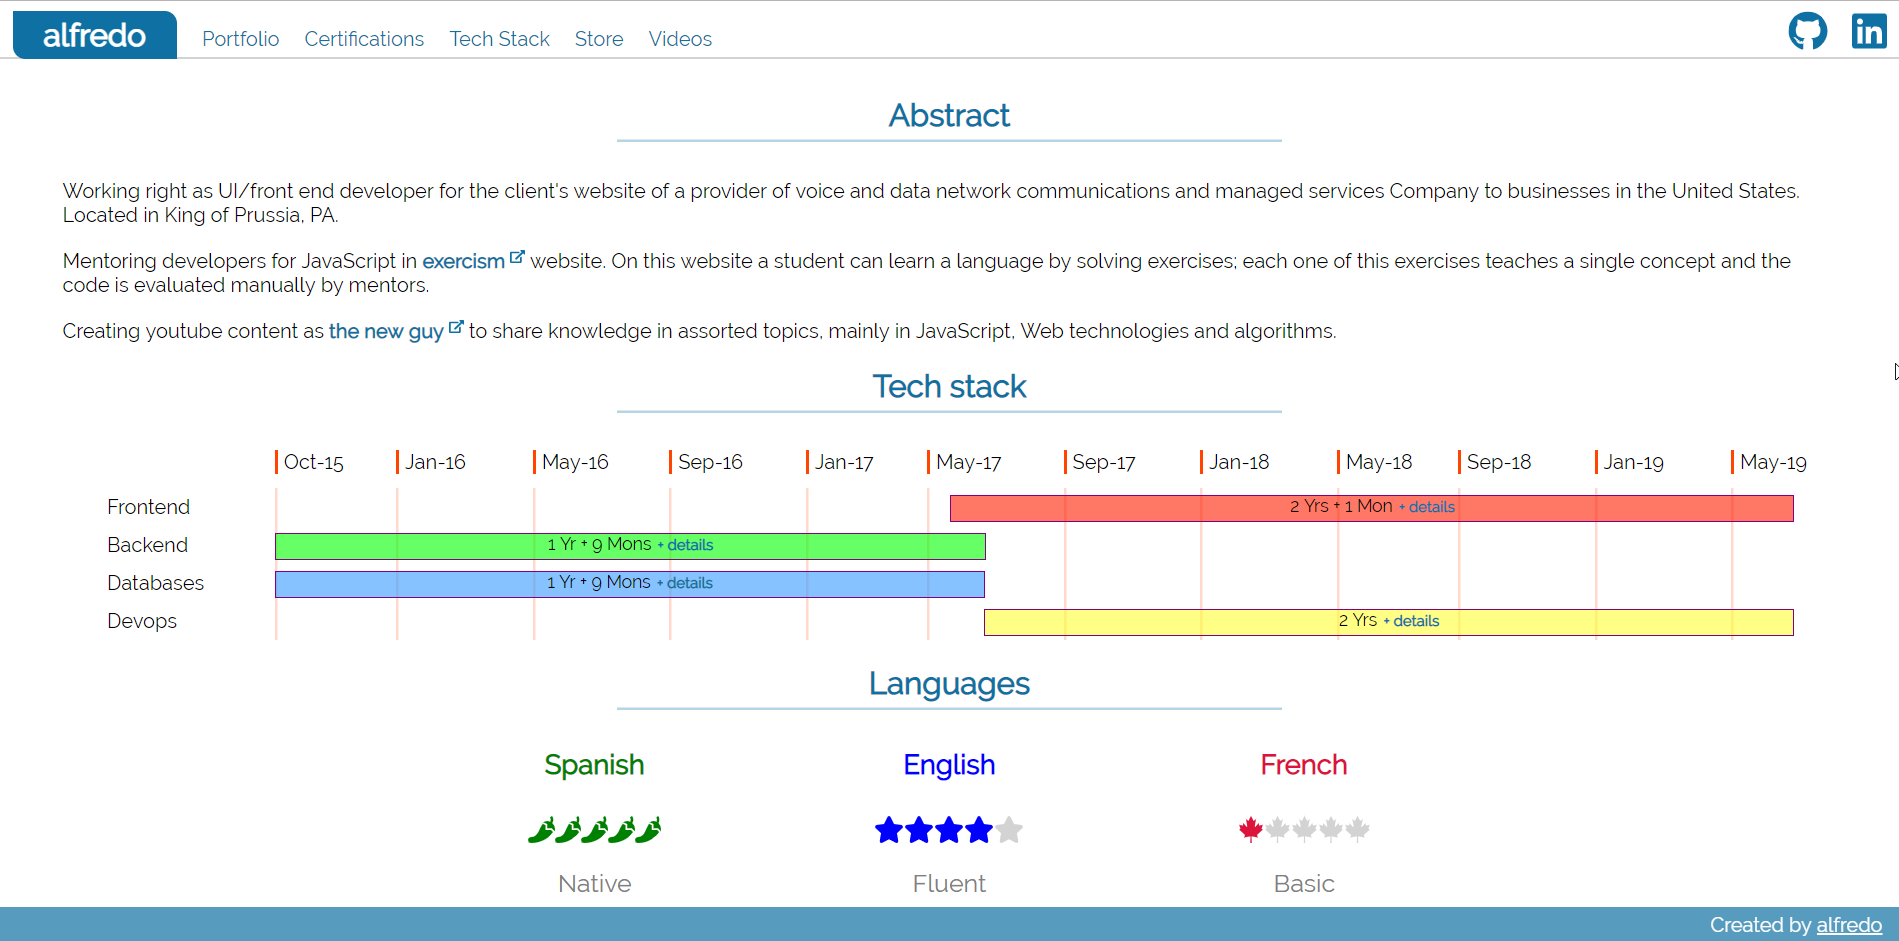 alfredo Portfolio Certifications Tech Stack Store Videos
Abstract
Working right as UI/front end developer for the client's website of a provider of voice and data network communications and managed services Company to businesses in the United States.
Located in King of Prussia, PA.
Mentoring developers for JavaScript in exercism website. On this website a student can learn a language by solving exercises; each one of this exercises teaches a single concept and the
code is evaluated manually by mentors.
Creating youtube content as the new guy to share knowledge in assorted topics, mainly in JavaScript, Web technologies and algorithms.
Tech stack
Oct-15 Jan-16 May-16 Sep-16 Jan-17 May-17 Sep-17 Jan-18 May-18 Sep-18 Jan-19 May-19
Frontend 2 Yrs + 1 Mon + details
Backend 1 Yr + 9 Mons + details
Databases 1 Yr + 9 Mons + details
Devops 2 Yrs + details
Languages
Spanish English French
Native Fluent Basic
Created by alfredo